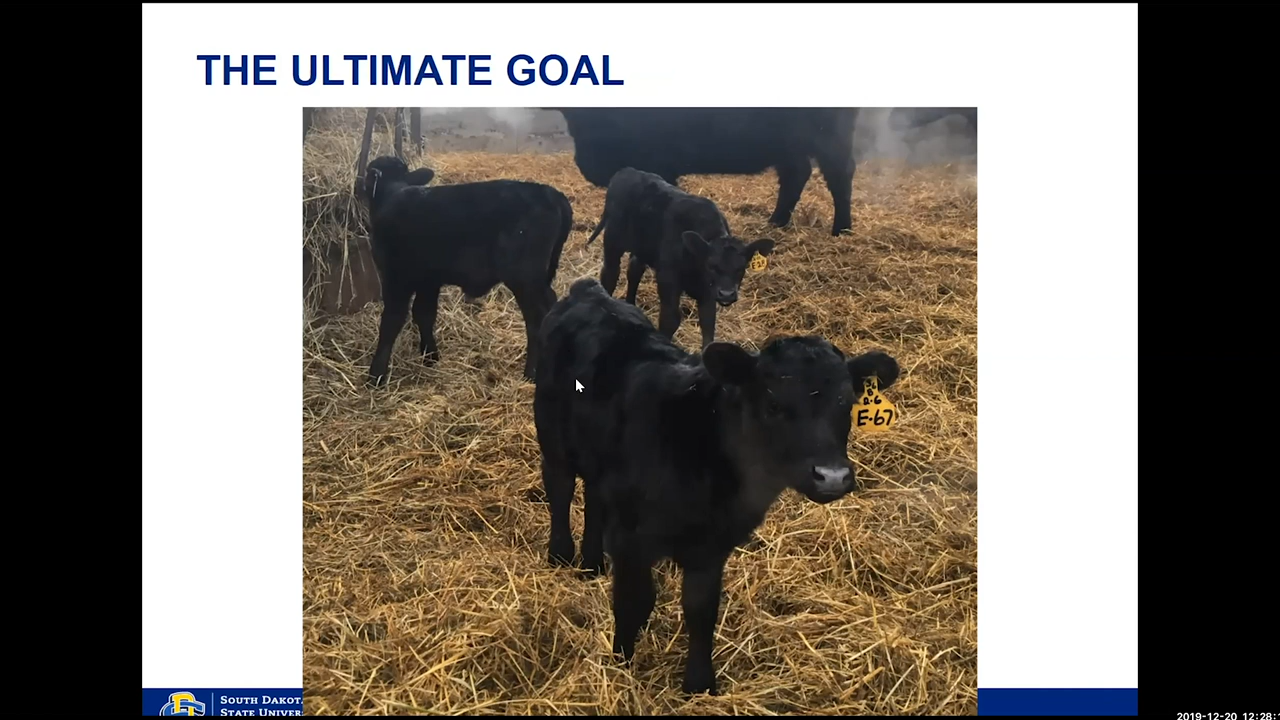 THE ULTIMATE GOAL
E-67
SOUTH DAKOTA
STATE UNIVER
2019-12-20 12:28: